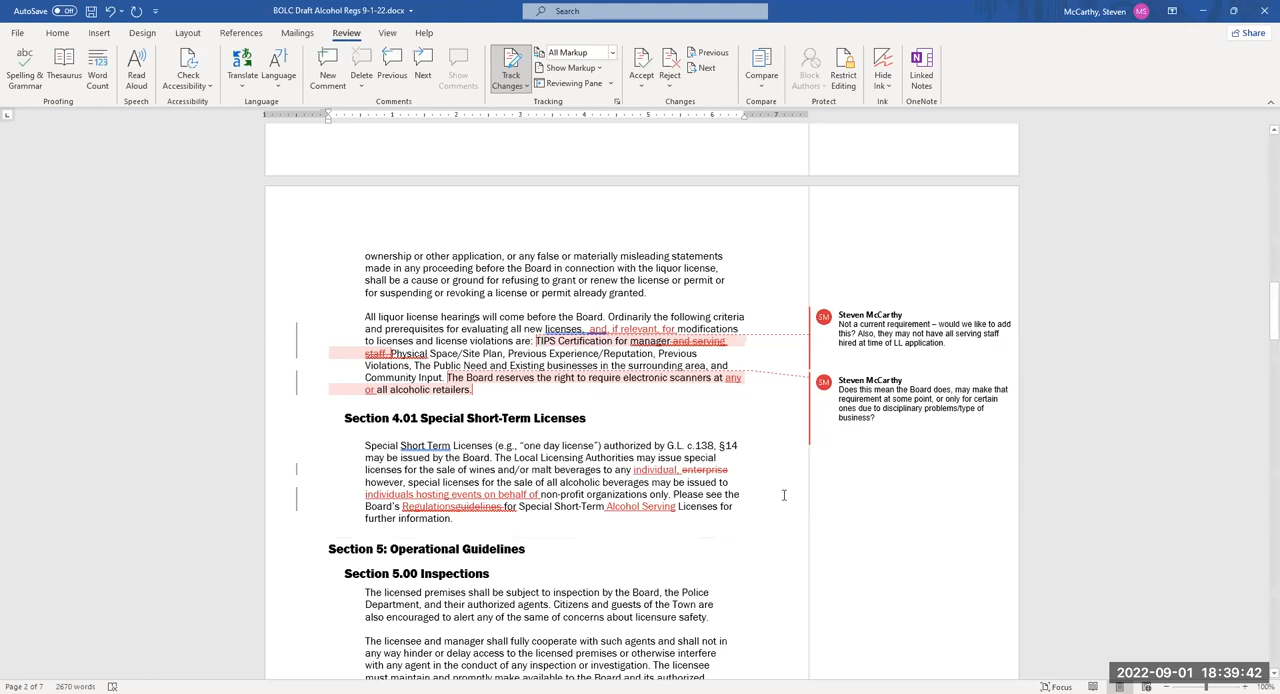 AutoSave Off BOLC Draft Alcohol Regs 9-1-22.docx Search McCarthy, Steven MS
File Home Insert Design Layout References Mailings Review View Help Share
abc
Spelling & Grammar Thesaurus Word Count Read Aloud Check Accessibility Translate Language New Comment Delete Previous Next Show Comments Track Changes All Markup Show Markup Reviewing Pane Accept Reject Previous Next Compare Block Authors Restrict Editing Hide Ink Linked Notes
Proofing Speech Accessibility Language Comments Tracking Changes Compare Protect Ink OneNote
1 1 2 3 4 5 6 7
ownership or other application, or any false or materially misleading statements
made in any proceeding before the Board in connection with the liquor license,
shall be a cause or ground for refusing to grant or renew the license or permit or
for suspending or revoking a license or permit already granted.
All liquor license hearings will come before the Board. Ordinarily the following criteria
and prerequisites for evaluating all new licenses, and, if relevant, for modifications
to licenses and license violations are: TIPS Certification for manager and serving
staff, Physical Space/Site Plan, Previous Experience/Reputation, Previous
Violations, The Public Need and Existing businesses in the surrounding area, and
Community Input. The Board reserves the right to require electronic scanners at any
or all alcoholic retailers.
SM Steven McCarthy
Not a current requirement – would we like to add
this? Also, they may not have all serving staff
hired at time of LL application.
SM Steven McCarthy
Does this mean the Board does, may make that
requirement at some point, or only for certain
ones due to disciplinary problems/type of
business?
Section 4.01 Special Short-Term Licenses
Special Short Term Licenses (e.g., “one day license”) authorized by G.L. c.138, §14
may be issued by the Board. The Local Licensing Authorities may issue special
licenses for the sale of wines and/or malt beverages to any individual, enterprise
however, special licenses for the sale of all alcoholic beverages may be issued to
individuals hosting events on behalf of non-profit organizations only. Please see the
Board’s Regulationsguidelines for Special Short-Term Alcohol Serving Licenses for
further information.
Section 5: Operational Guidelines
Section 5.00 Inspections
The licensed premises shall be subject to inspection by the Board, the Police
Department, and their authorized agents. Citizens and guests of the Town are
also encouraged to alert any of the same of concerns about licensure safety.
The licensee and manager shall fully cooperate with such agents and shall not in
any way hinder or delay access to the licensed premises or otherwise interfere
with any agent in the conduct of any inspection or investigation. The licensee
must maintain and promptly make available to the Board and its authorized
2022-09-01 18:39:42
Page 2 of 7 2670 words Focus 100%